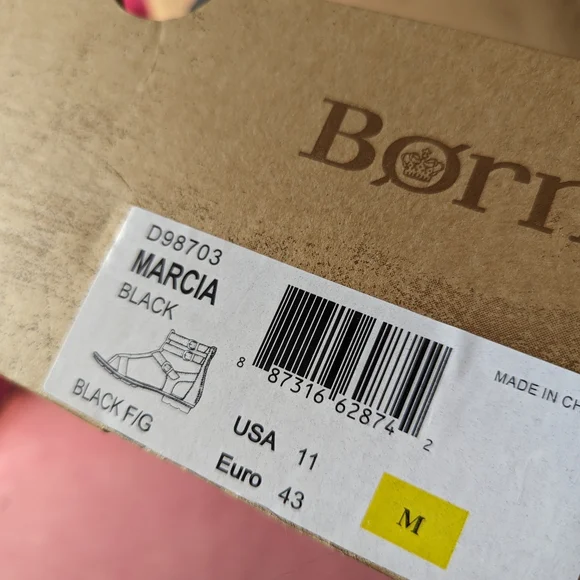 Børn
D98703
MARCIA
BLACK
BLACK F/G
8 87316 62874 2
MADE IN CH
USA 11
Euro 43
M